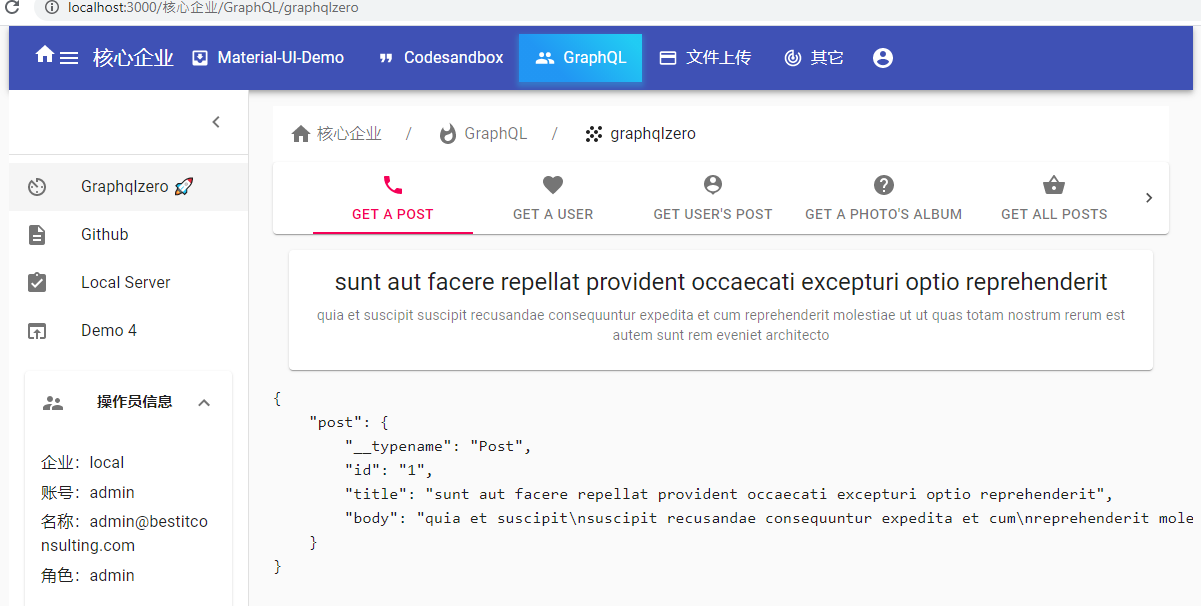 localhost:3000/核心企业/GraphQL/graphqlzero
核心企业 Material-UI-Demo Codesandbox GraphQL 文件上传 其它
核心企业 / GraphQL / graphqlzero
GET A POST GET A USER GET USER'S POST GET A PHOTO'S ALBUM GET ALL POSTS
Graphqlzero 🚀
Github
Local Server
Demo 4
操作员信息
企业：local
账号：admin
名称：admin@bestitco
nsulting.com
角色：admin
sunt aut facere repellat provident occaecati excepturi optio reprehenderit
quia et suscipit suscipit recusandae consequuntur expedita et cum reprehenderit molestiae ut ut quas totam nostrum rerum est
autem sunt rem eveniet architecto
{
    "post": {
        "__typename": "Post",
        "id": "1",
        "title": "sunt aut facere repellat provident occaecati excepturi optio reprehenderit",
        "body": "quia et suscipit\nsuscipit recusandae consequuntur expedita et cum\nreprehenderit mole
    }
}